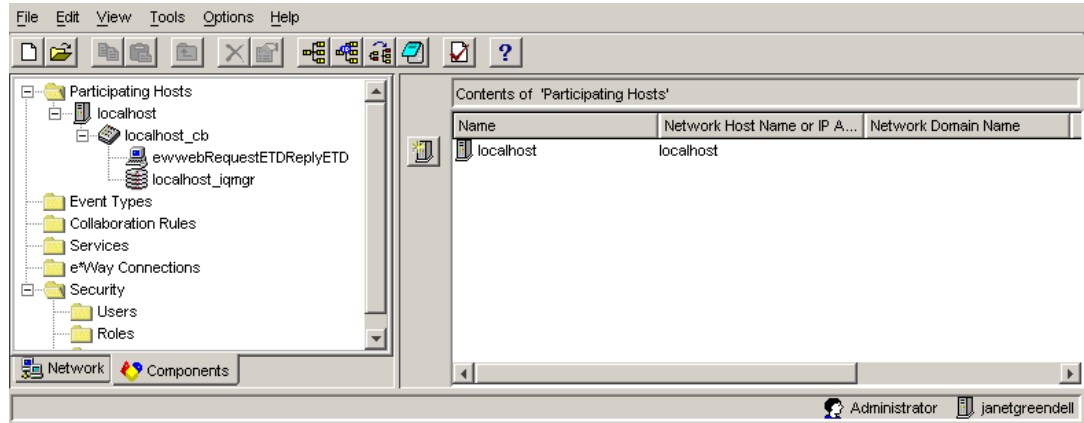 File Edit View Tools Options Help
?
Participating Hosts
localhost
localhost_cb
ewwebRequestETDReplyETD
localhost_iqmgr
Event Types
Collaboration Rules
Services
e*Way Connections
Security
Users
Roles
Network Components
Contents of 'Participating Hosts'
Name Network Host Name or IP A... Network Domain Name
localhost localhost
Administrator janetgreendell